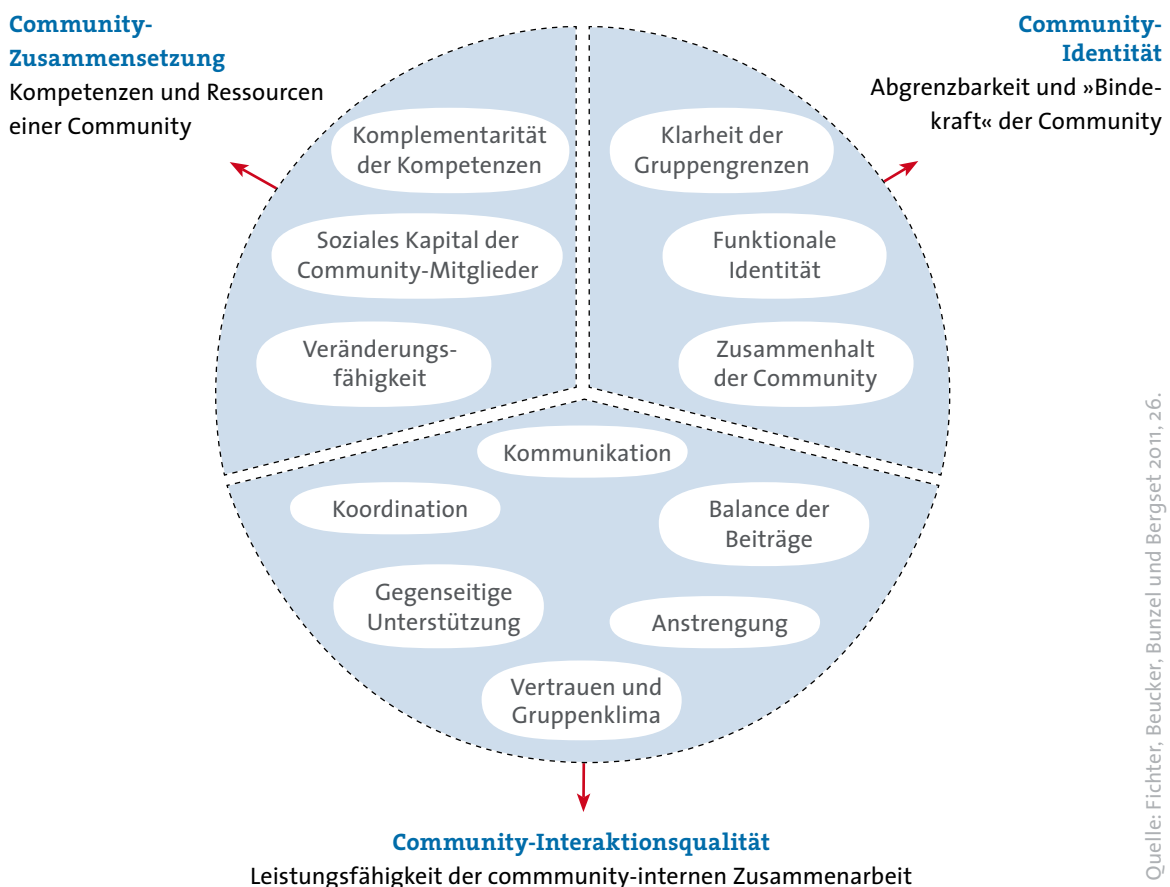 Community-
Zusammensetzung
Kompetenzen und Ressourcen
einer Community
Community-
Identität
Abgrenzbarkeit und »Binde-
kraft« der Community
Komplementarität
der Kompetenzen
Soziales Kapital der
Community-Mitglieder
Veränderungs-
fähigkeit
Klarheit der
Gruppengrenzen
Funktionale
Identität
Zusammenhalt
der Community
Kommunikation
Koordination
Balance der
Beiträge
Gegenseitige
Unterstützung
Anstrengung
Vertrauen und
Gruppenklima
Community-Interaktionsqualität
Leistungsfähigkeit der commmunity-internen Zusammenarbeit
Quelle: Fichter, Beucker, Bunzel und Bergset 2011, 26.